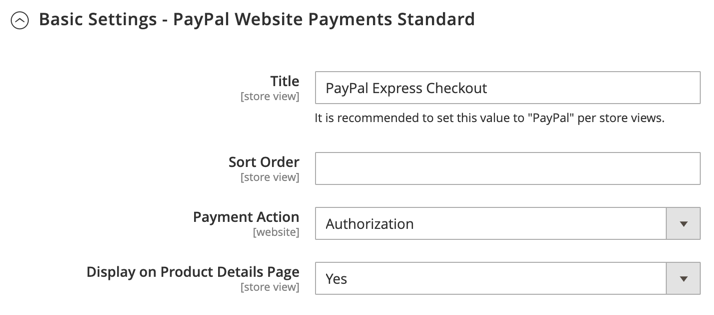 Basic Settings - PayPal Website Payments Standard
Title
[store view]
PayPal Express Checkout
It is recommended to set this value to "PayPal" per store views.
Sort Order
[store view]
Payment Action
[website]
Authorization
Display on Product Details Page
[store view]
Yes